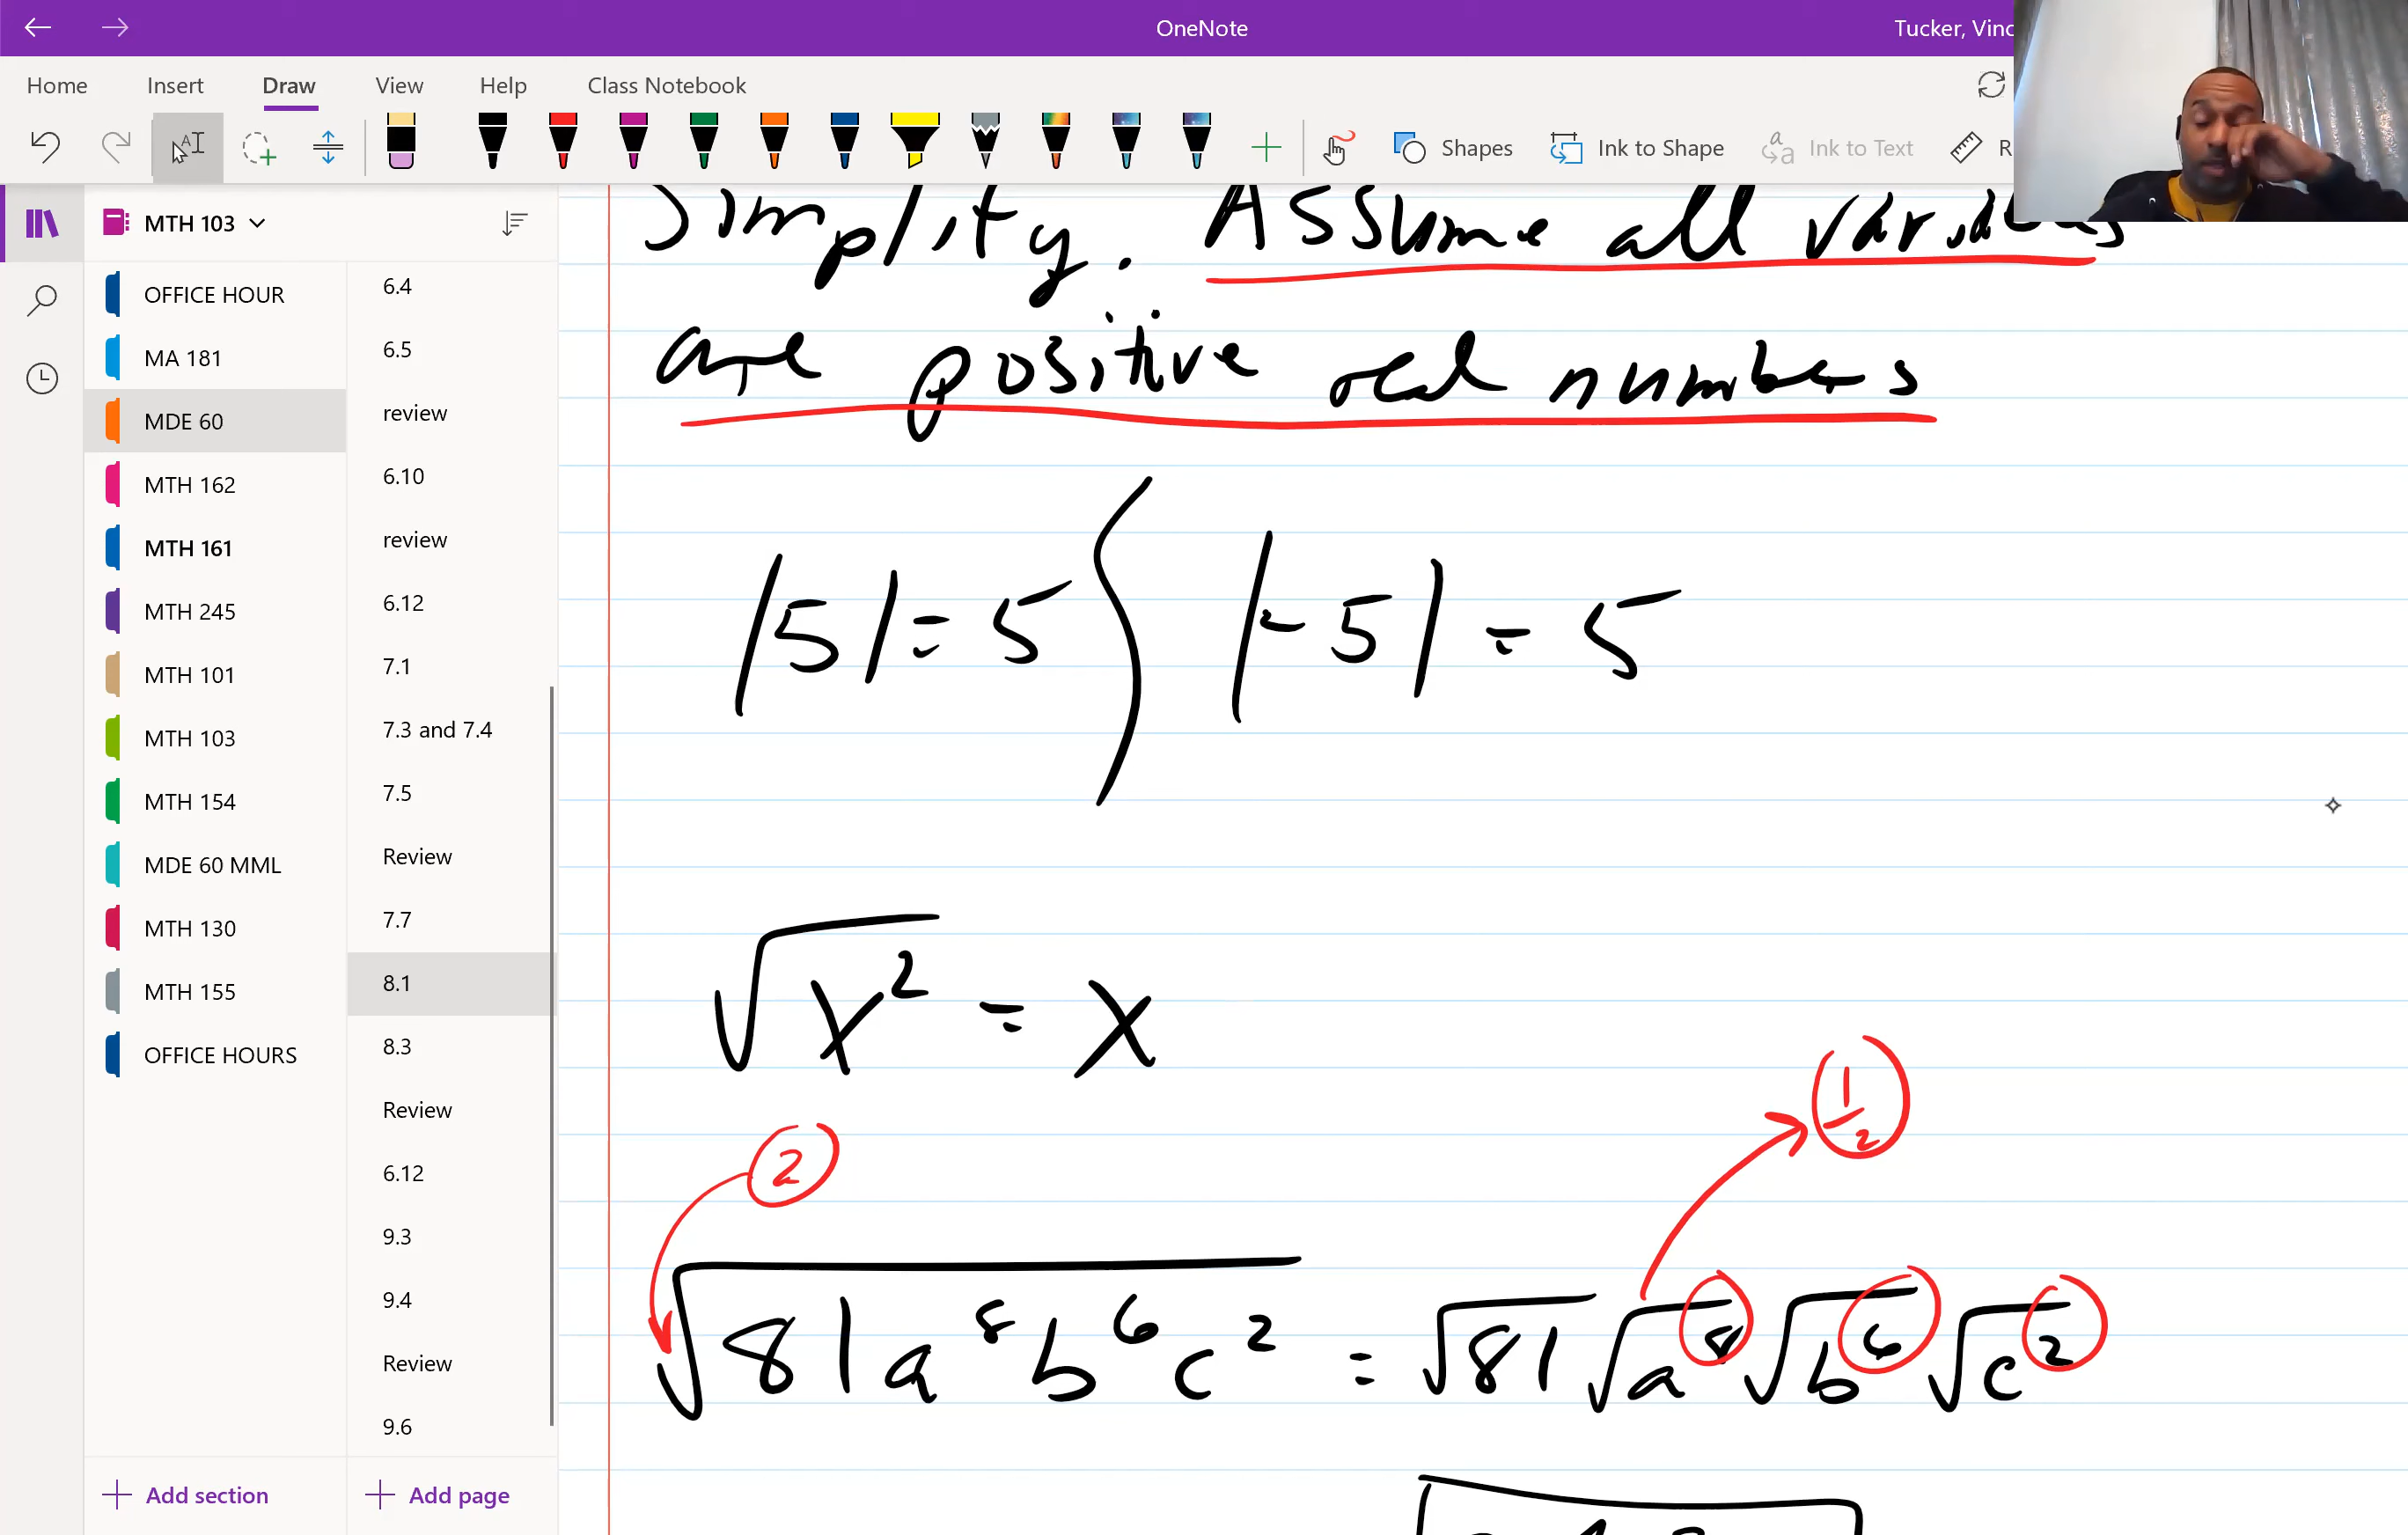 OneNote
Tucker, Vinc
Home Insert Draw View Help Class Notebook
Shapes Ink to Shape Ink to Text R
MTH 103
OFFICE HOUR
MA 181
MDE 60
MTH 162
MTH 161
MTH 245
MTH 101
MTH 103
MTH 154
MDE 60 MML
MTH 130
MTH 155
OFFICE HOURS
Add section
6.4
6.5
review
6.10
review
6.12
7.1
7.3 and 7.4
7.5
Review
7.7
8.1
8.3
Review
6.12
9.3
9.4
Review
9.6
Add page
Simplify. Assume all variables
are positive real numbers
|5| = 5 |-5| = 5
√x² = x
2
1/2
√81a⁸b⁶c² = √81 √a⁸ √b⁶ √c²